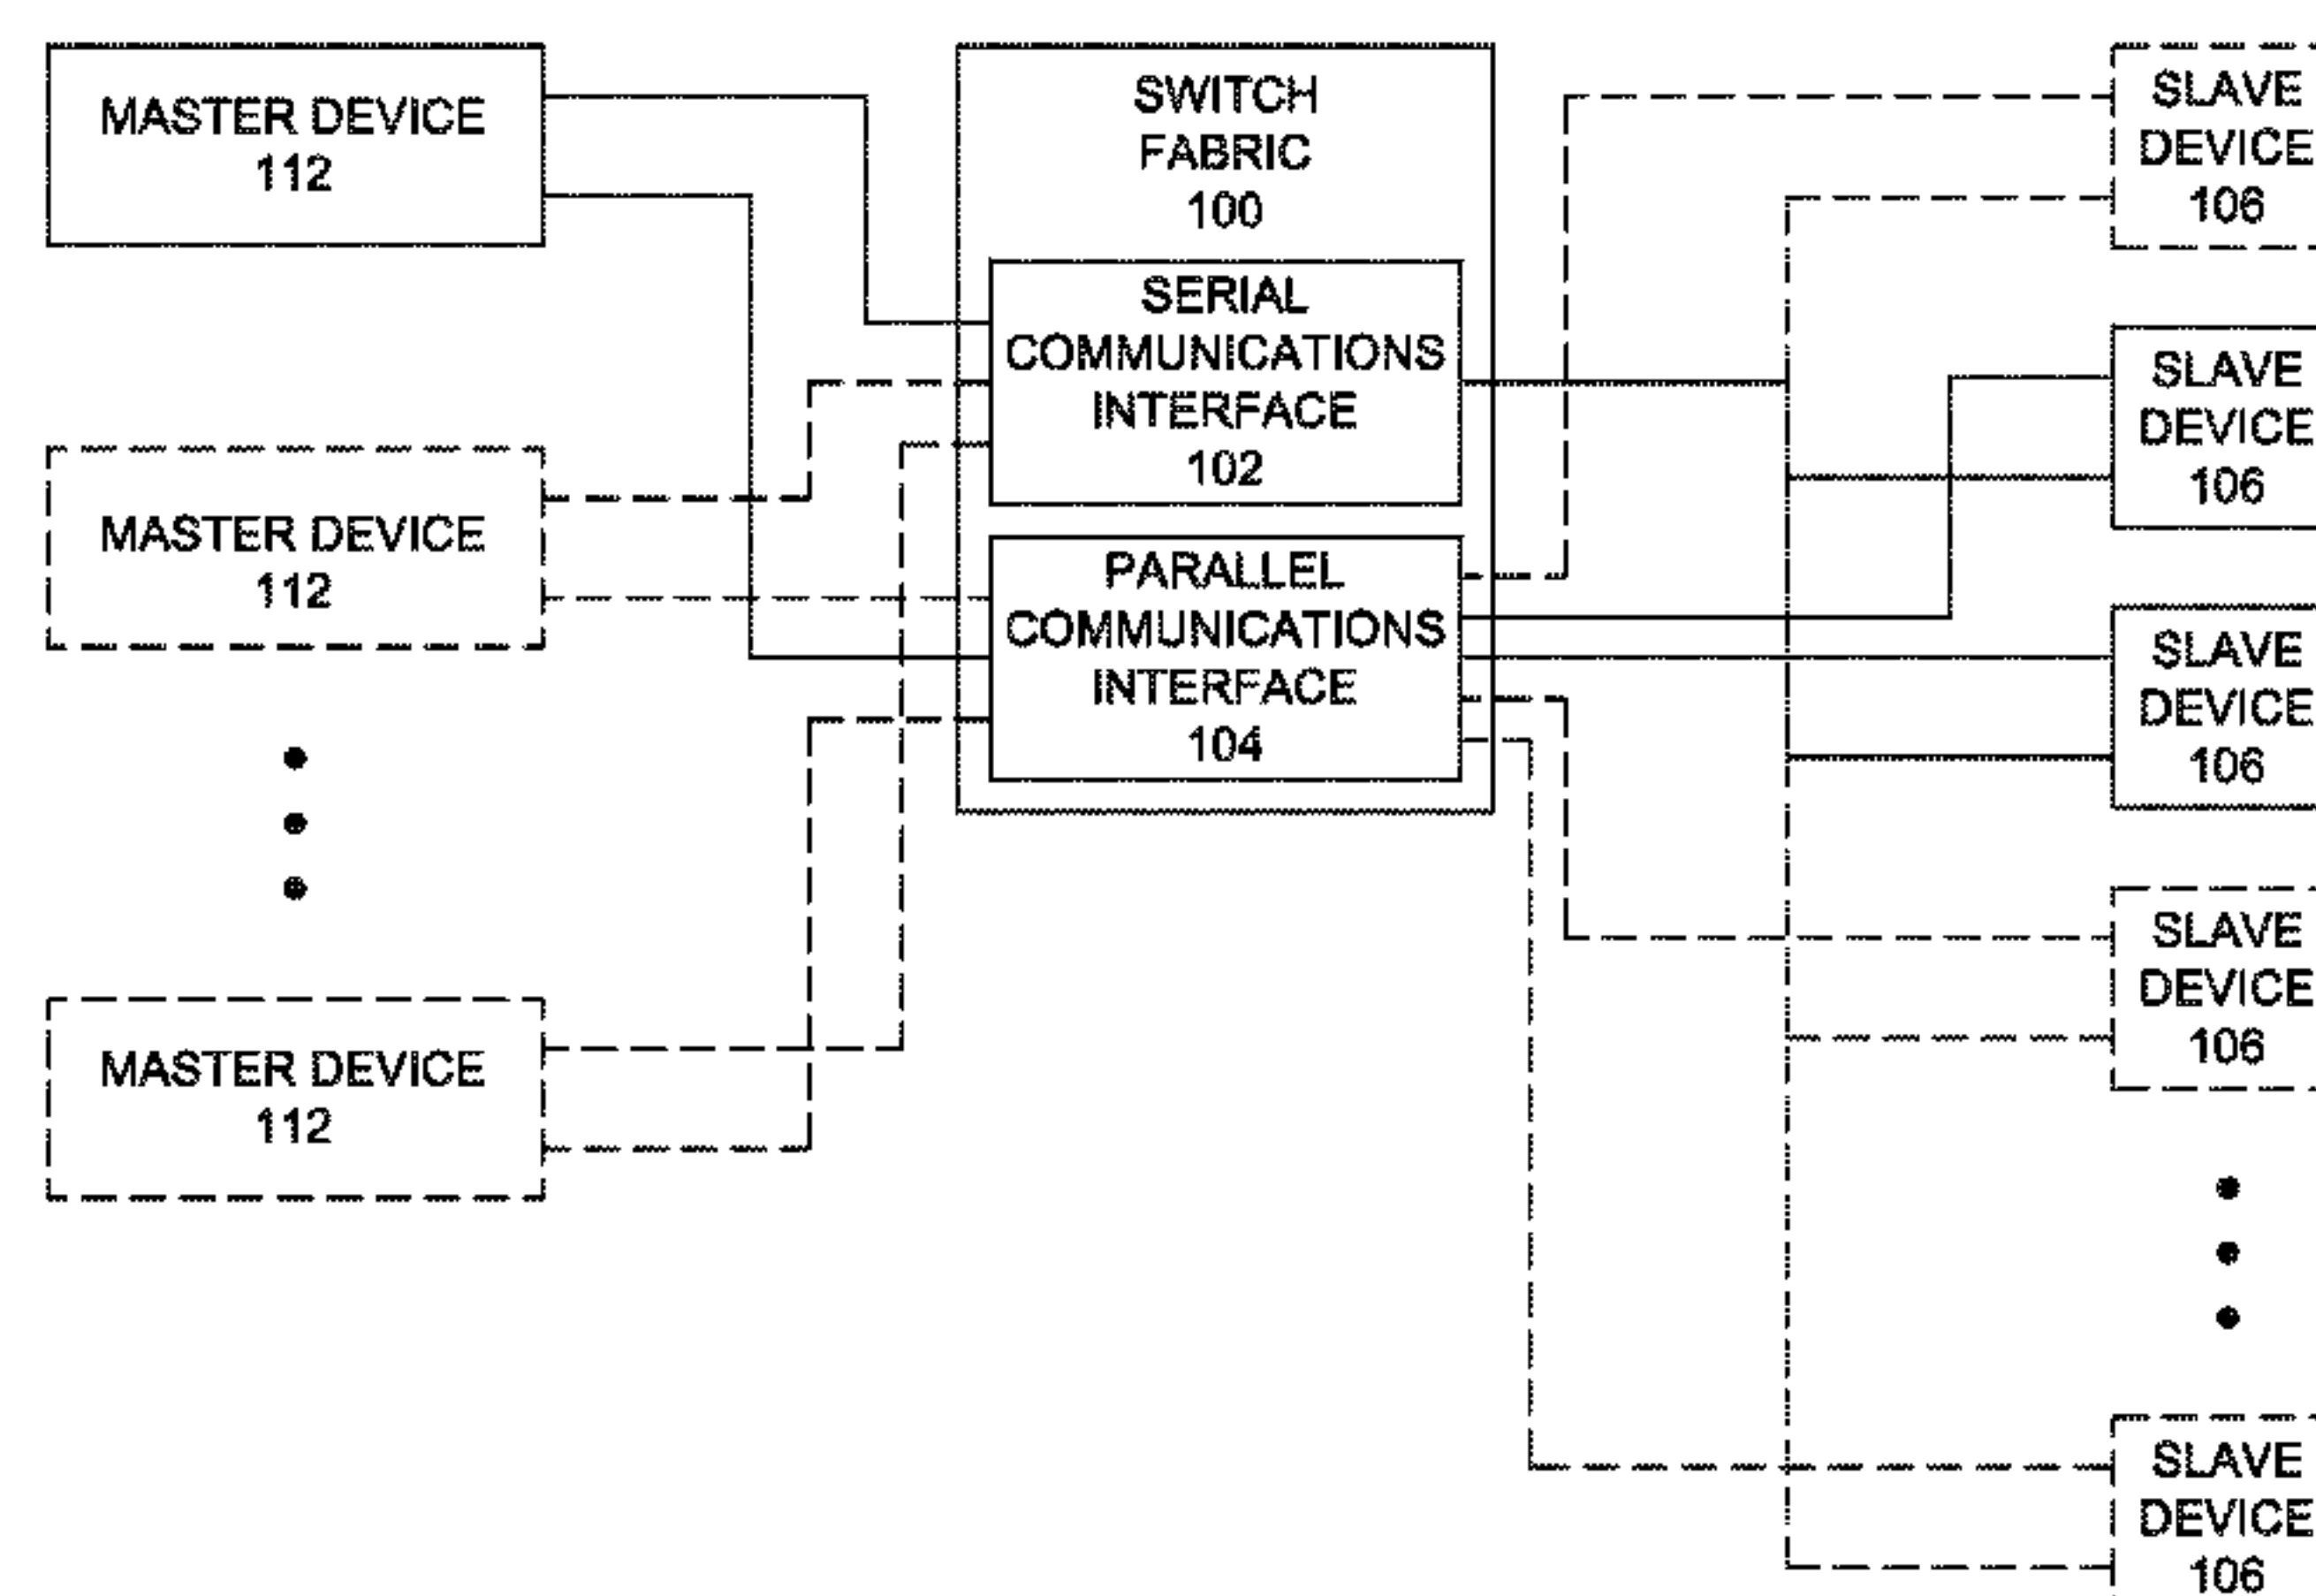 MASTER DEVICE
112
MASTER DEVICE
112
MASTER DEVICE
112
SWITCH
FABRIC
100
SERIAL
COMMUNICATIONS
INTERFACE
102
PARALLEL
COMMUNICATIONS
INTERFACE
104
SLAVE
DEVICE
106
SLAVE
DEVICE
106
SLAVE
DEVICE
106
SLAVE
DEVICE
106
SLAVE
DEVICE
106